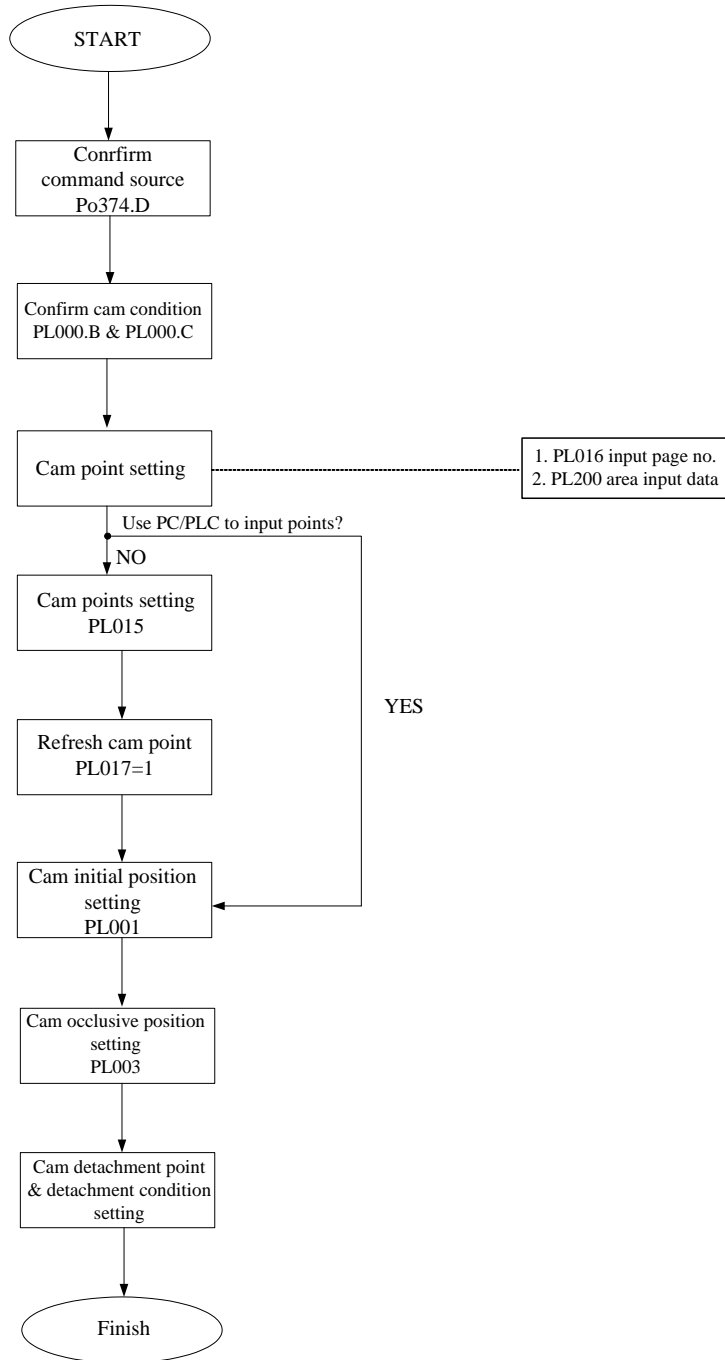 START
Conrfirm
command source
Po374.D
Confirm cam condition
PL000.B & PL000.C
Cam point setting
1. PL016 input page no.
2. PL200 area input data
Use PC/PLC to input points?
NO
Cam points setting
PL015
YES
Refresh cam point
PL017=1
Cam initial position
setting
PL001
Cam occlusive position
setting
PL003
Cam detachment point
& detachment condition
setting
Finish